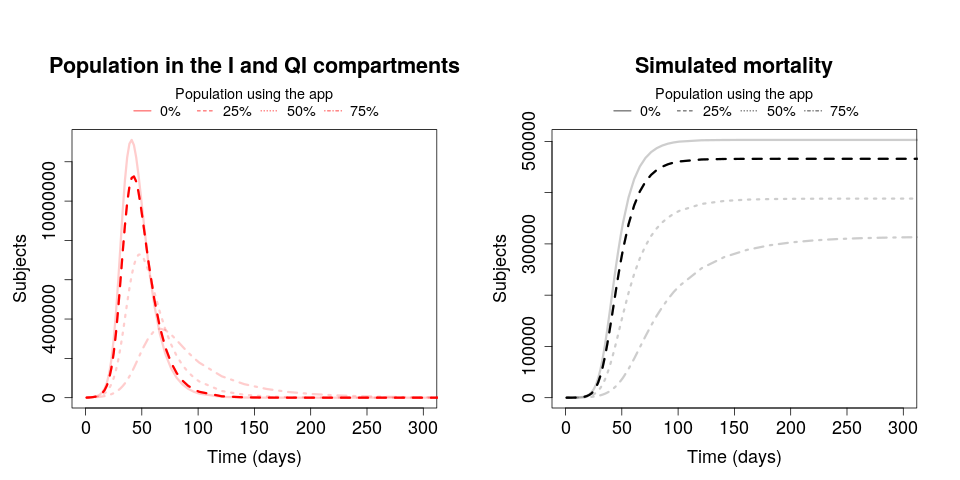 Population in the I and QI compartments
Population using the app
0% 25% 50% 75%
Subjects
0 4000000 10000000
0 50 100 150 200 250 300
Time (days)
Simulated mortality
Population using the app
0% 25% 50% 75%
Subjects
0 100000 300000 500000
0 50 100 150 200 250 300
Time (days)